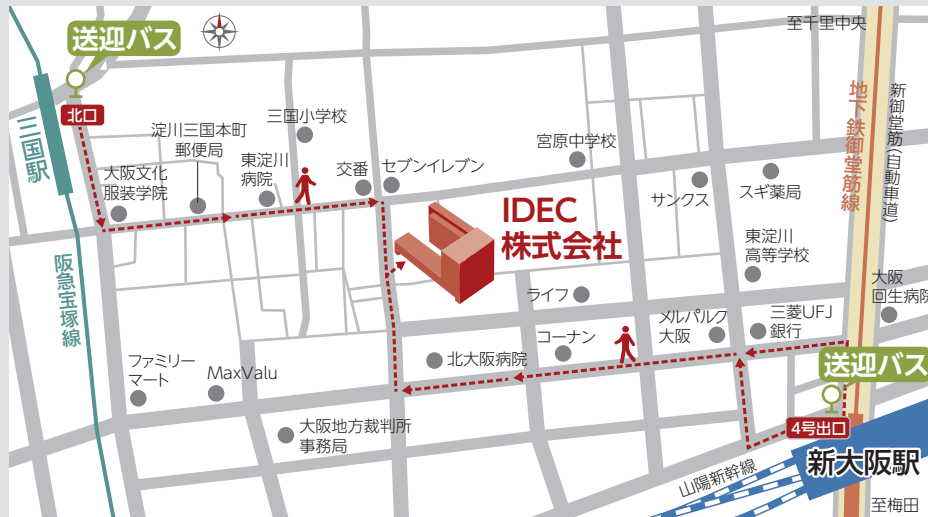 至千里中央
送迎バス
北口
三国駅
三国小学校
淀川三国本町
郵便局
東淀川
病院
大阪文化
服装学院
交番
セブンイレブン
宮原中学校
サンクス
スギ薬局
地下鉄御堂筋線
新御堂筋(自動車道)
IDEC
株式会社
東淀川
高等学校
阪急宝塚線
ライフ
大阪
回生病院
メルパルク
大阪
三菱UFJ
銀行
コーナン
北大阪病院
ファミリー
マート
MaxValu
送迎バス
大阪地方裁判所
事務局
4号出口
新大阪駅
山陽新幹線
至梅田